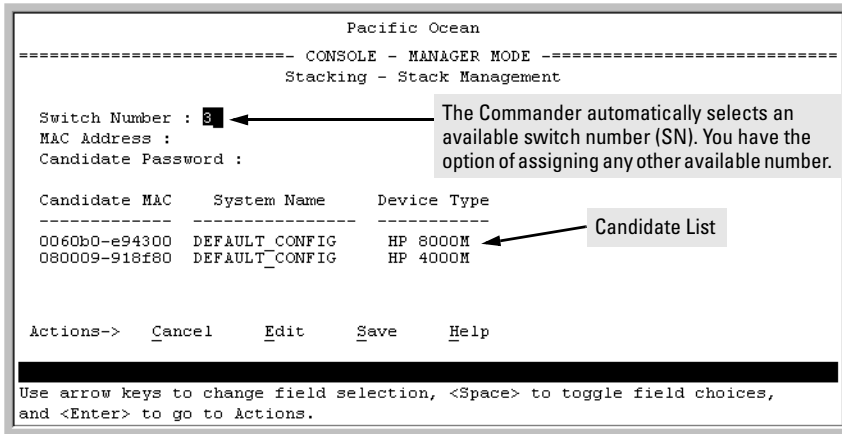 Pacific Ocean
==========================- CONSOLE - MANAGER MODE -============================
Stacking - Stack Management
Switch Number : 3
The Commander automatically selects an
available switch number (SN). You have the
option of assigning any other available number.
MAC Address :
Candidate Password :
Candidate MAC System Name Device Type
------------- ---------------- -----------
0060b0-e94300 DEFAULT_CONFIG HP 8000M
080009-918f80 DEFAULT_CONFIG HP 4000M
Candidate List
Actions-> Cancel Edit Save Help
Use arrow keys to change field selection, <Space> to toggle field choices,
and <Enter> to go to Actions.